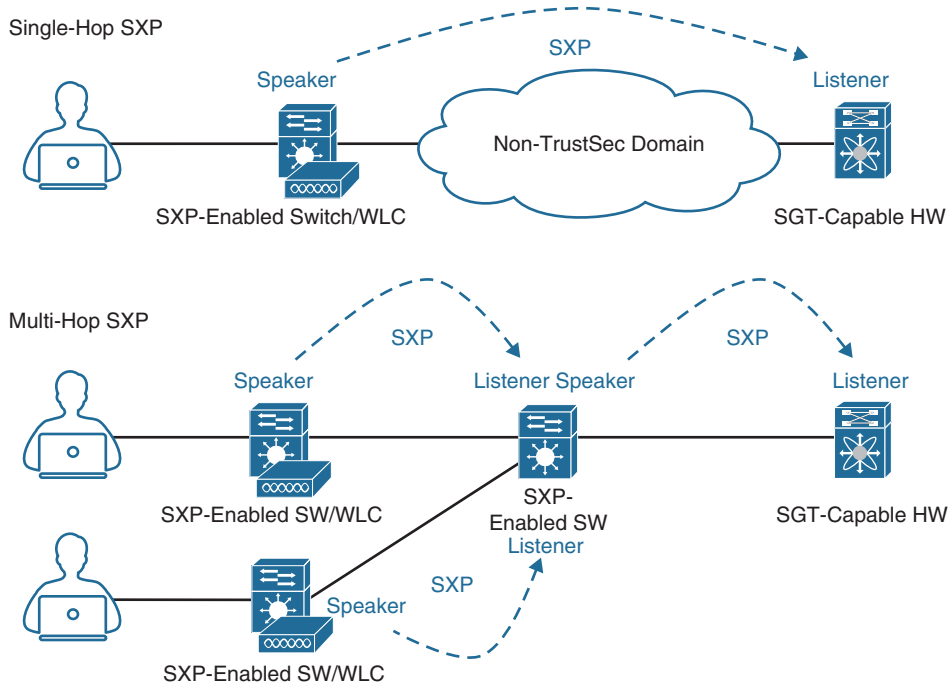 Single-Hop SXP
SXP
Speaker
Listener
Non-TrustSec Domain
SXP-Enabled Switch/WLC
SGT-Capable HW
Multi-Hop SXP
SXP
SXP
Speaker
Listener Speaker
Listener
SXP-Enabled SW/WLC
SXP-
Enabled SW
SGT-Capable HW
Listener
SXP
Speaker
SXP-Enabled SW/WLC